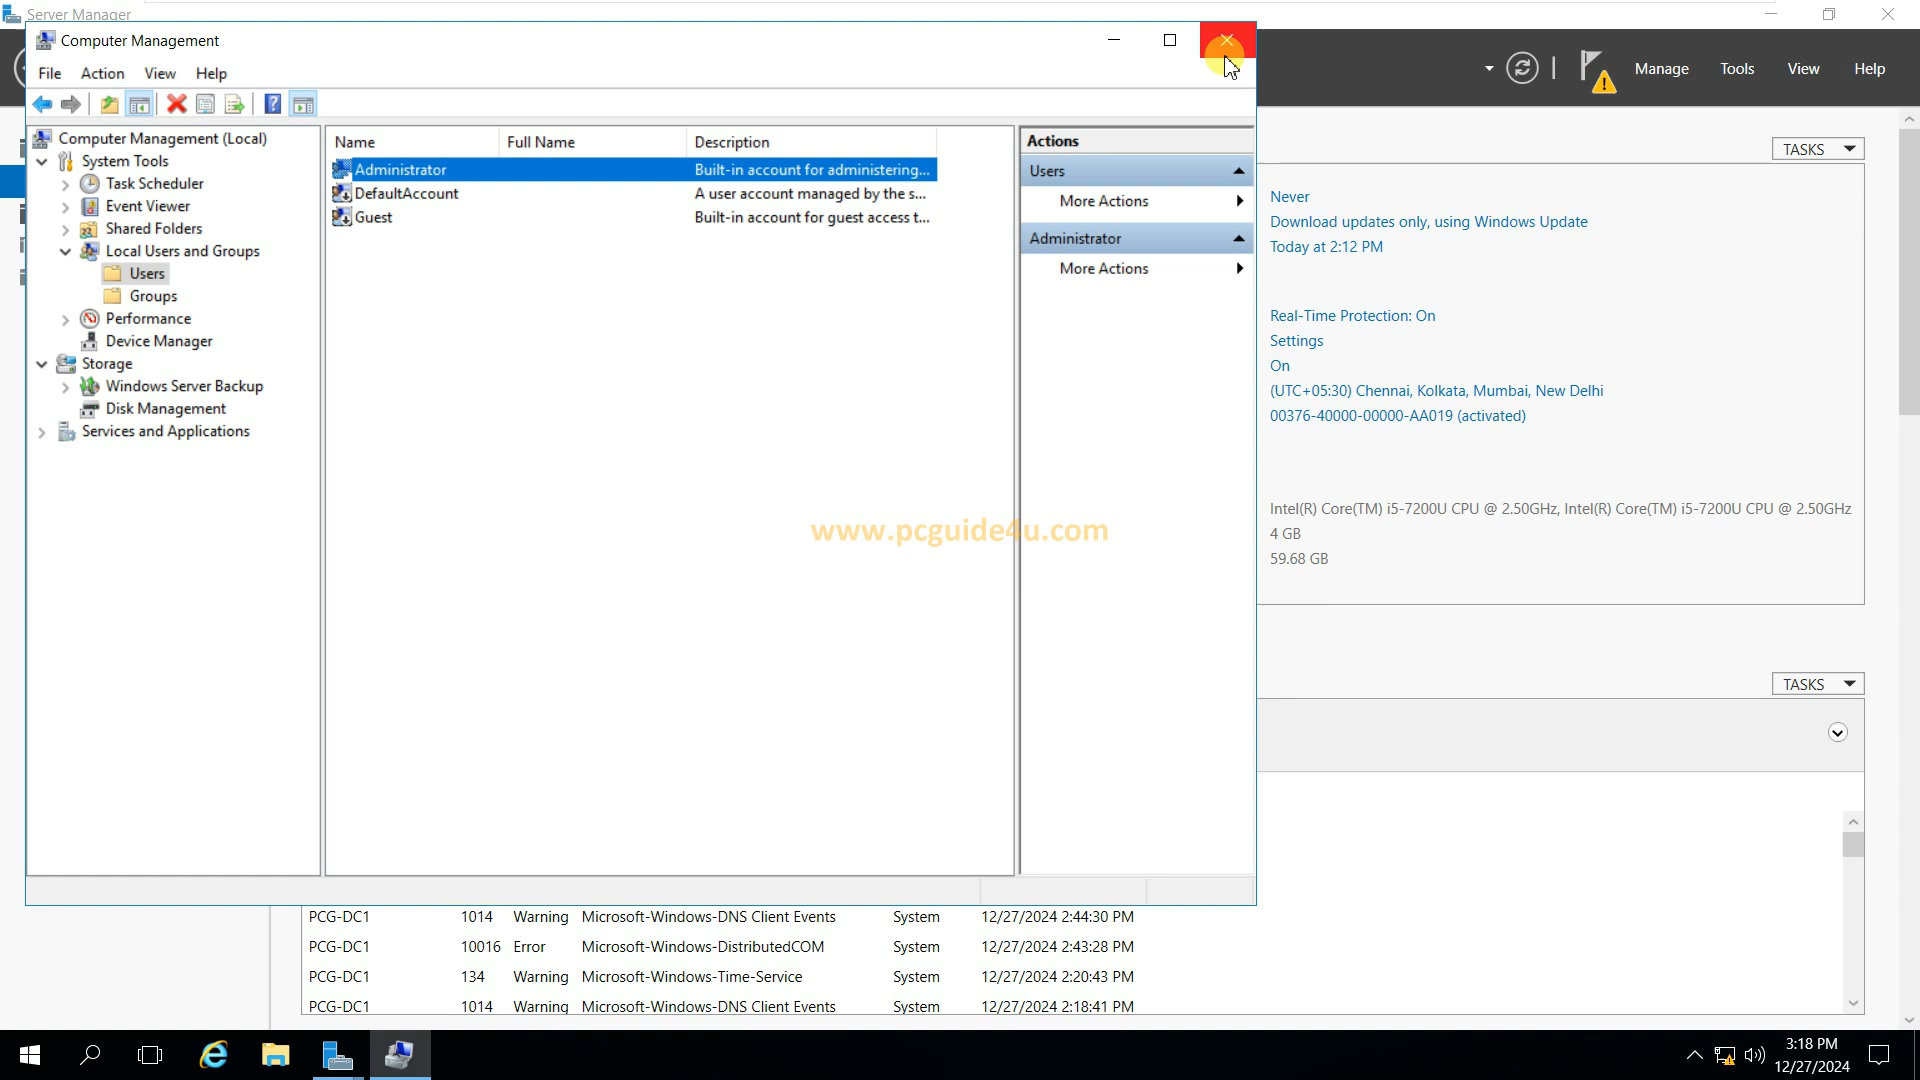 Server Manager
Computer Management
File Action View Help
Manage Tools View Help
Computer Management (Local)
System Tools
Task Scheduler
Event Viewer
Shared Folders
Local Users and Groups
Users
Groups
Performance
Device Manager
Storage
Windows Server Backup
Disk Management
Services and Applications
Name Full Name Description
Administrator Built-in account for administering...
DefaultAccount A user account managed by the s...
Guest Built-in account for guest access t...
Actions
Users
More Actions
Administrator
More Actions
TASKS
Never
Download updates only, using Windows Update
Today at 2:12 PM
Real-Time Protection: On
Settings
On
(UTC+05:30) Chennai, Kolkata, Mumbai, New Delhi
00376-40000-00000-AA019 (activated)
Intel(R) Core(TM) i5-7200U CPU @ 2.50GHz, Intel(R) Core(TM) i5-7200U CPU @ 2.50GHz
4 GB
59.68 GB
www.pcguide4u.com
TASKS
PCG-DC1 1014 Warning Microsoft-Windows-DNS Client Events System 12/27/2024 2:44:30 PM
PCG-DC1 10016 Error Microsoft-Windows-DistributedCOM System 12/27/2024 2:43:28 PM
PCG-DC1 134 Warning Microsoft-Windows-Time-Service System 12/27/2024 2:20:43 PM
PCG-DC1 1014 Warning Microsoft-Windows-DNS Client Events System 12/27/2024 2:18:41 PM
3:18 PM
12/27/2024